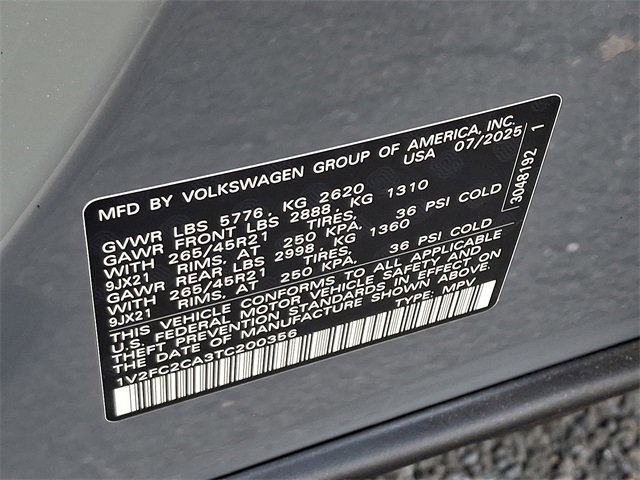 MFD BY VOLKSWAGEN GROUP OF AMERICA, INC.
USA 07/2025
GVWR LBS 5776, KG 2620
GAWR FRONT LBS 2888, KG 1310
WITH 265/45R21 TIRES,
9JX21 RIMS, AT 250 KPA, 36 PSI COLD
GAWR REAR LBS 2998, KG 1360
WITH 265/45R21 TIRES,
9JX21 RIMS, AT 250 KPA, 36 PSI COLD
THIS VEHICLE CONFORMS TO ALL APPLICABLE
U.S. FEDERAL MOTOR VEHICLE SAFETY AND
THEFT PREVENTION STANDARDS IN EFFECT ON
THE DATE OF MANUFACTURE SHOWN ABOVE.
1V2FC2CA3TC200356 TYPE: MPV
3048192 1